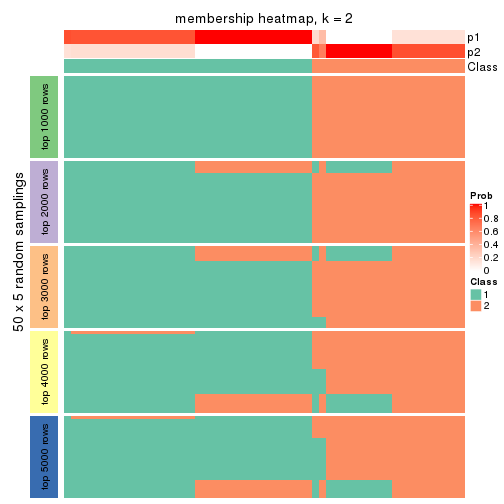 membership heatmap, k = 2
p1
p2
Class
50 x 5 random samplings
top 1000 rows
top 2000 rows
top 3000 rows
top 4000 rows
top 5000 rows
Prob
1
0.8
0.6
0.4
0.2
0
Class
1
2